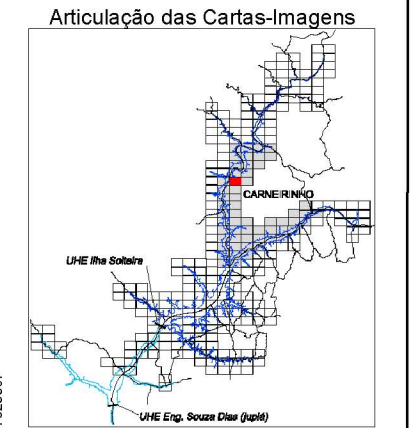 Articulação das Cartas-Imagens
CARNEIRINHO
UHE Ilha Solteira
UHE Eng. Souza Dias (jupiá)